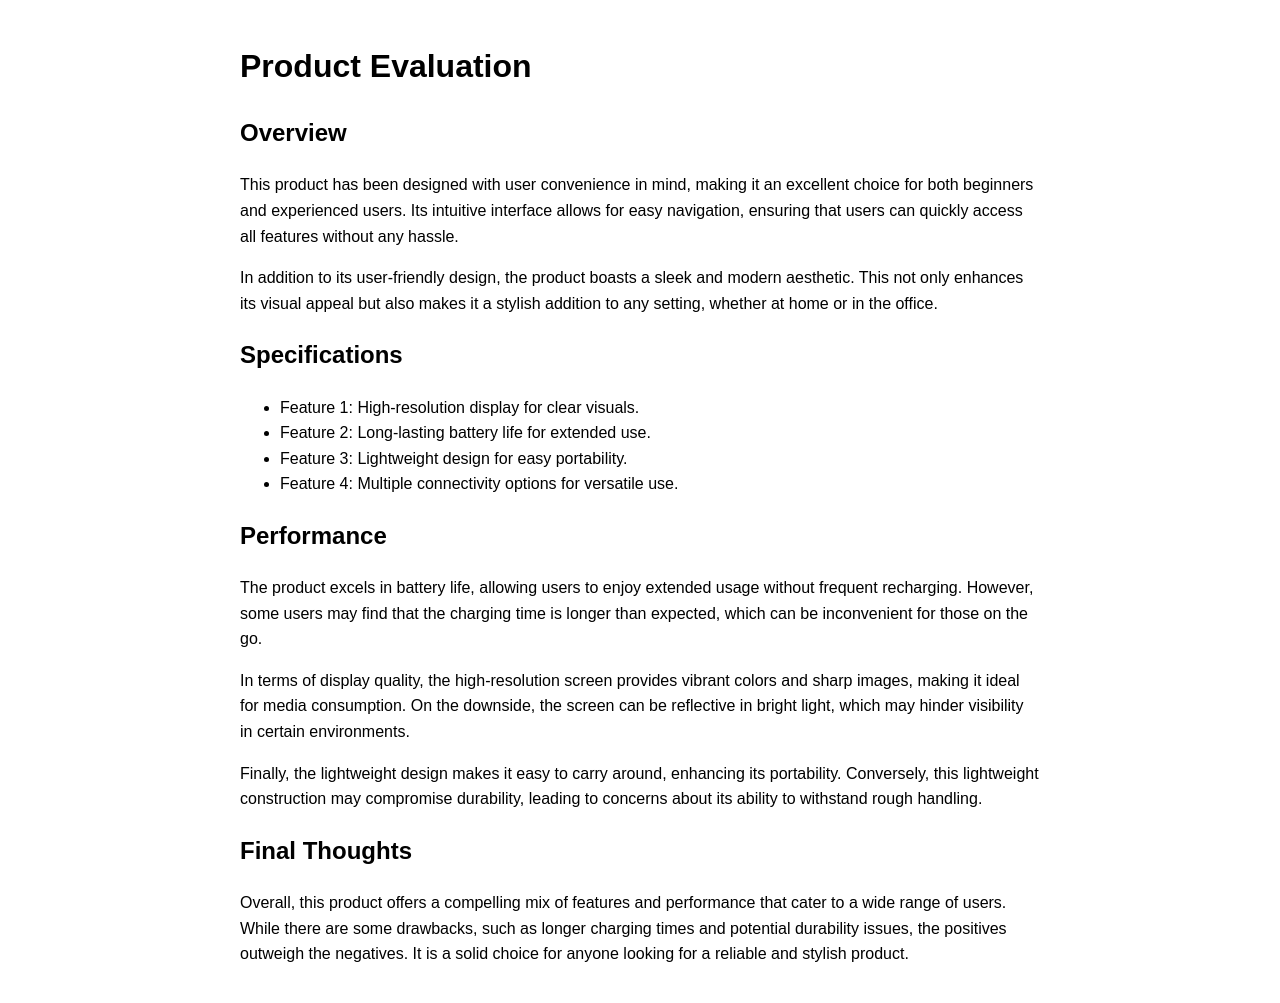 Product Evaluation
Overview
This product has been designed with user convenience in mind, making it an excellent choice for both beginners
and experienced users. Its intuitive interface allows for easy navigation, ensuring that users can quickly access
all features without any hassle.
In addition to its user-friendly design, the product boasts a sleek and modern aesthetic. This not only enhances
its visual appeal but also makes it a stylish addition to any setting, whether at home or in the office.
Specifications
• Feature 1: High-resolution display for clear visuals.
• Feature 2: Long-lasting battery life for extended use.
• Feature 3: Lightweight design for easy portability.
• Feature 4: Multiple connectivity options for versatile use.
Performance
The product excels in battery life, allowing users to enjoy extended usage without frequent recharging. However,
some users may find that the charging time is longer than expected, which can be inconvenient for those on the
go.
In terms of display quality, the high-resolution screen provides vibrant colors and sharp images, making it ideal
for media consumption. On the downside, the screen can be reflective in bright light, which may hinder visibility
in certain environments.
Finally, the lightweight design makes it easy to carry around, enhancing its portability. Conversely, this lightweight
construction may compromise durability, leading to concerns about its ability to withstand rough handling.
Final Thoughts
Overall, this product offers a compelling mix of features and performance that cater to a wide range of users.
While there are some drawbacks, such as longer charging times and potential durability issues, the positives
outweigh the negatives. It is a solid choice for anyone looking for a reliable and stylish product.